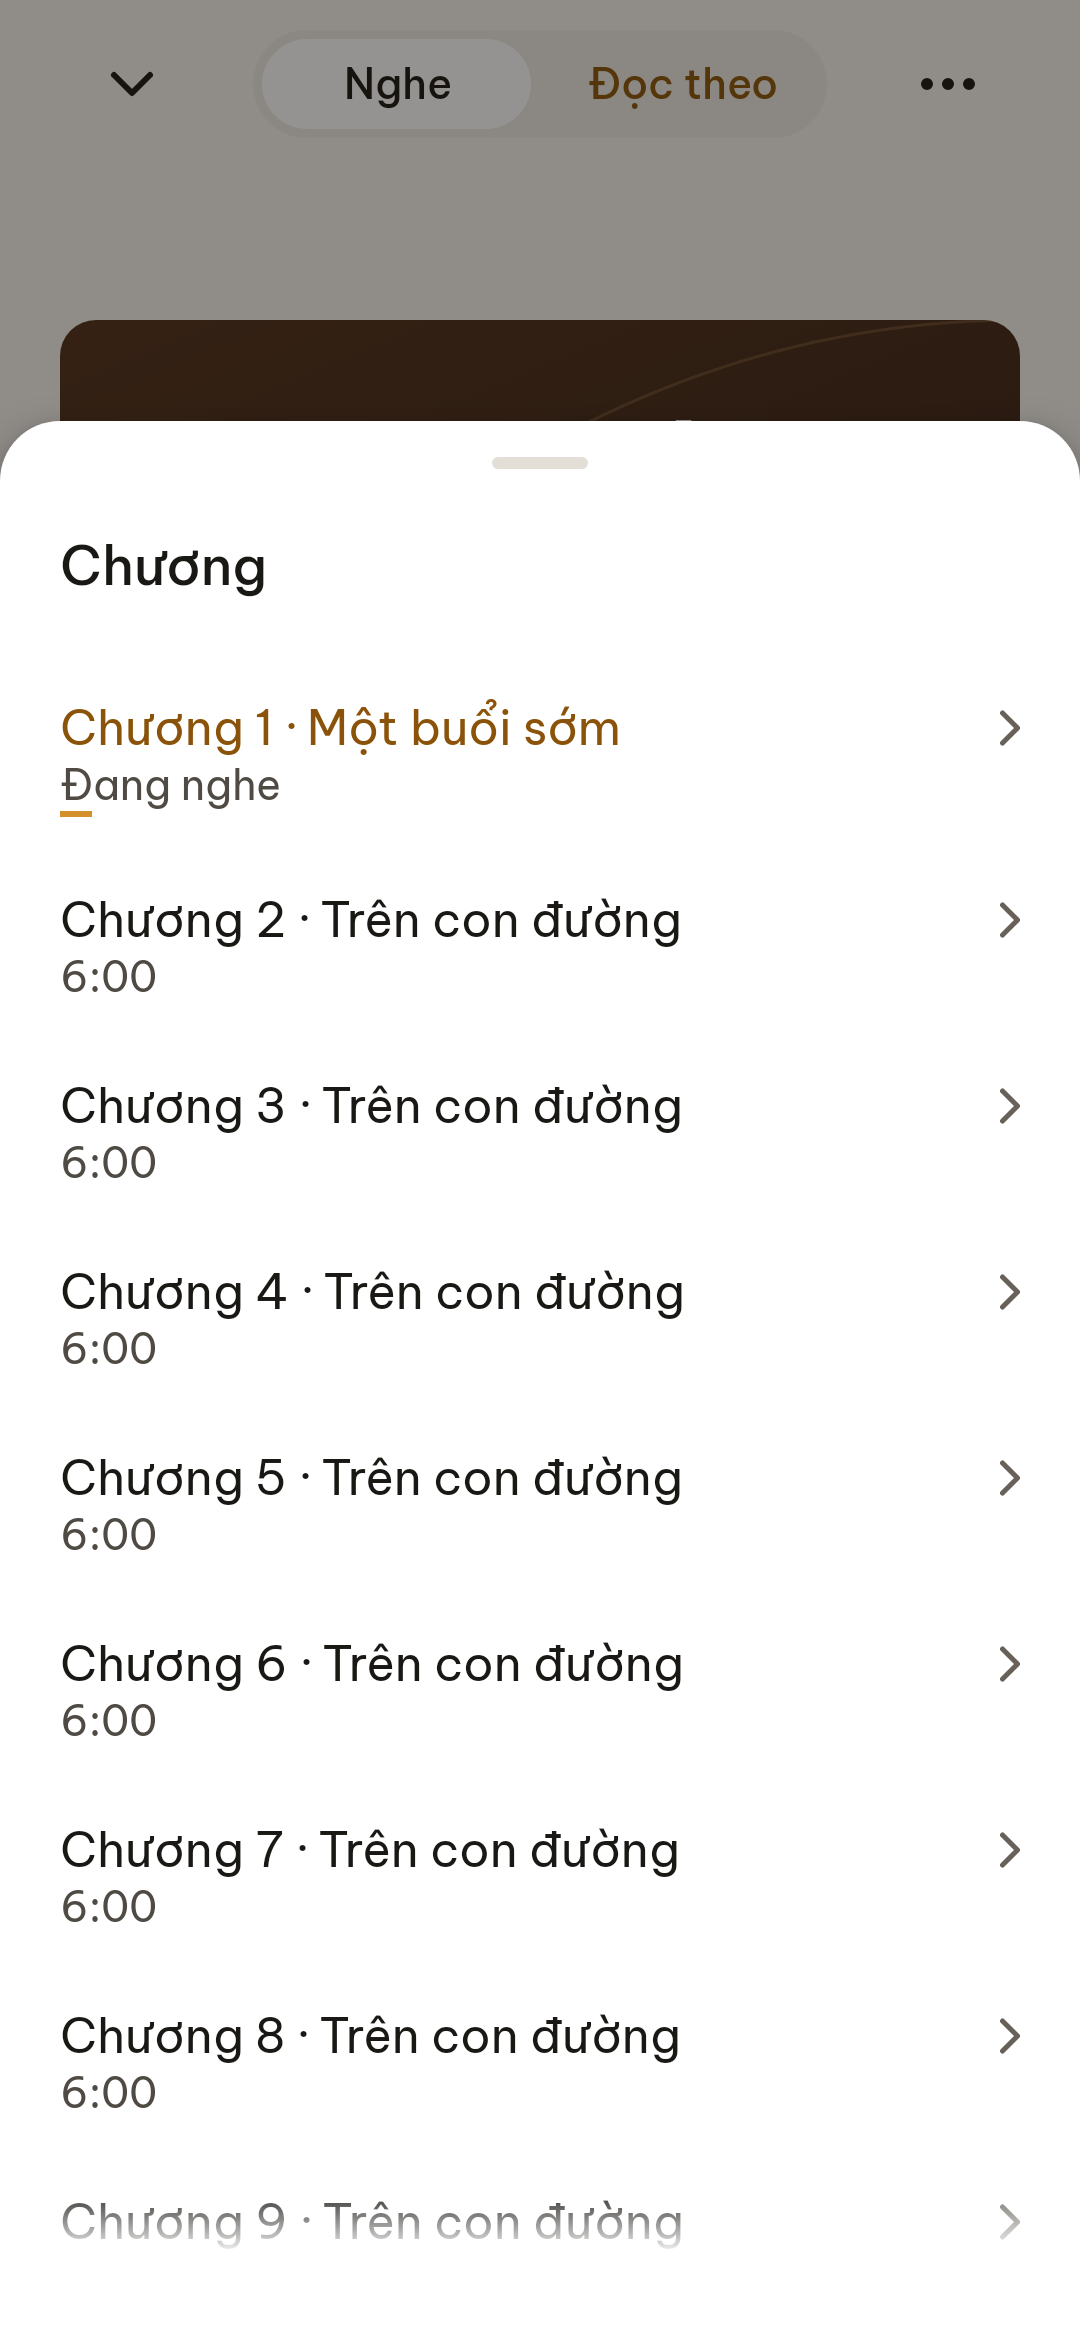 Nghe
Đọc theo
Chương
Chương 1 · Một buổi sớm
Đang nghe
Chương 2 · Trên con đường
6:00
Chương 3 · Trên con đường
6:00
Chương 4 · Trên con đường
6:00
Chương 5 · Trên con đường
6:00
Chương 6 · Trên con đường
6:00
Chương 7 · Trên con đường
6:00
Chương 8 · Trên con đường
6:00
Chương 9 · Trên con đường